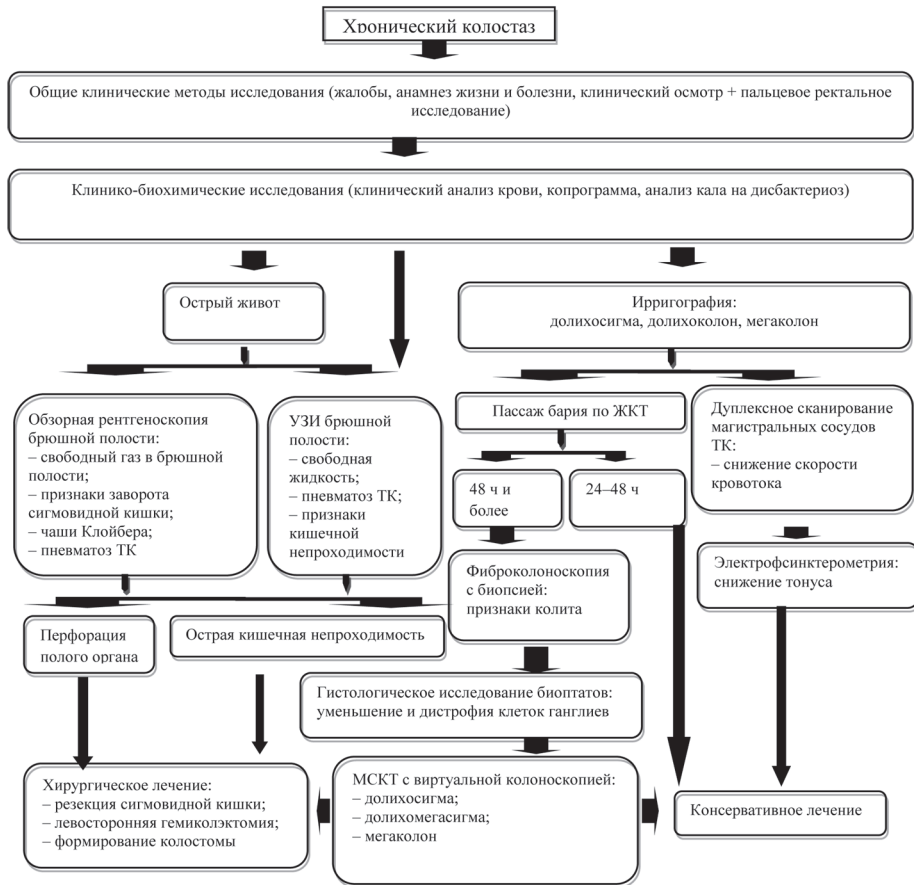 Хронический колостаз
Общие клинические методы исследования (жалобы, анамнез жизни и болезни, клинический осмотр + пальцевое ректальное
исследование)
Клинико-биохимические исследования (клинический анализ крови, копрограмма, анализ кала на дисбактериоз)
Острый живот
Ирригография:
долихосигма, долихоколон, мегаколон
Обзорная рентгеноскопия
брюшной полости:
– свободный газ в брюшной
полости;
– признаки заворота
сигмовидной кишки;
– чаши Клойбера;
– пневматоз ТК
УЗИ брюшной
полости:
– свободная
жидкость;
– пневматоз ТК;
– признаки
кишечной
непроходимости
Пассаж бария по ЖКТ
Дуплексное сканирование
магистральных сосудов
ТК:
– снижение скорости
кровотока
48 ч и
более
24–48 ч
Фиброколоноскопия
с биопсией:
признаки колита
Электрофсинктерометрия:
снижение тонуса
Перфорация
полого органа
Острая кишечная непроходимость
Гистологическое исследование биоптатов:
уменьшение и дистрофия клеток ганглиев
Хирургическое лечение:
– резекция сигмовидной кишки;
– левосторонняя гемиколэктомия;
– формирование колостомы
МСКТ с виртуальной колоноскопией:
– долихосигма;
– долихомегасигма;
– мегаколон
Консервативное лечение